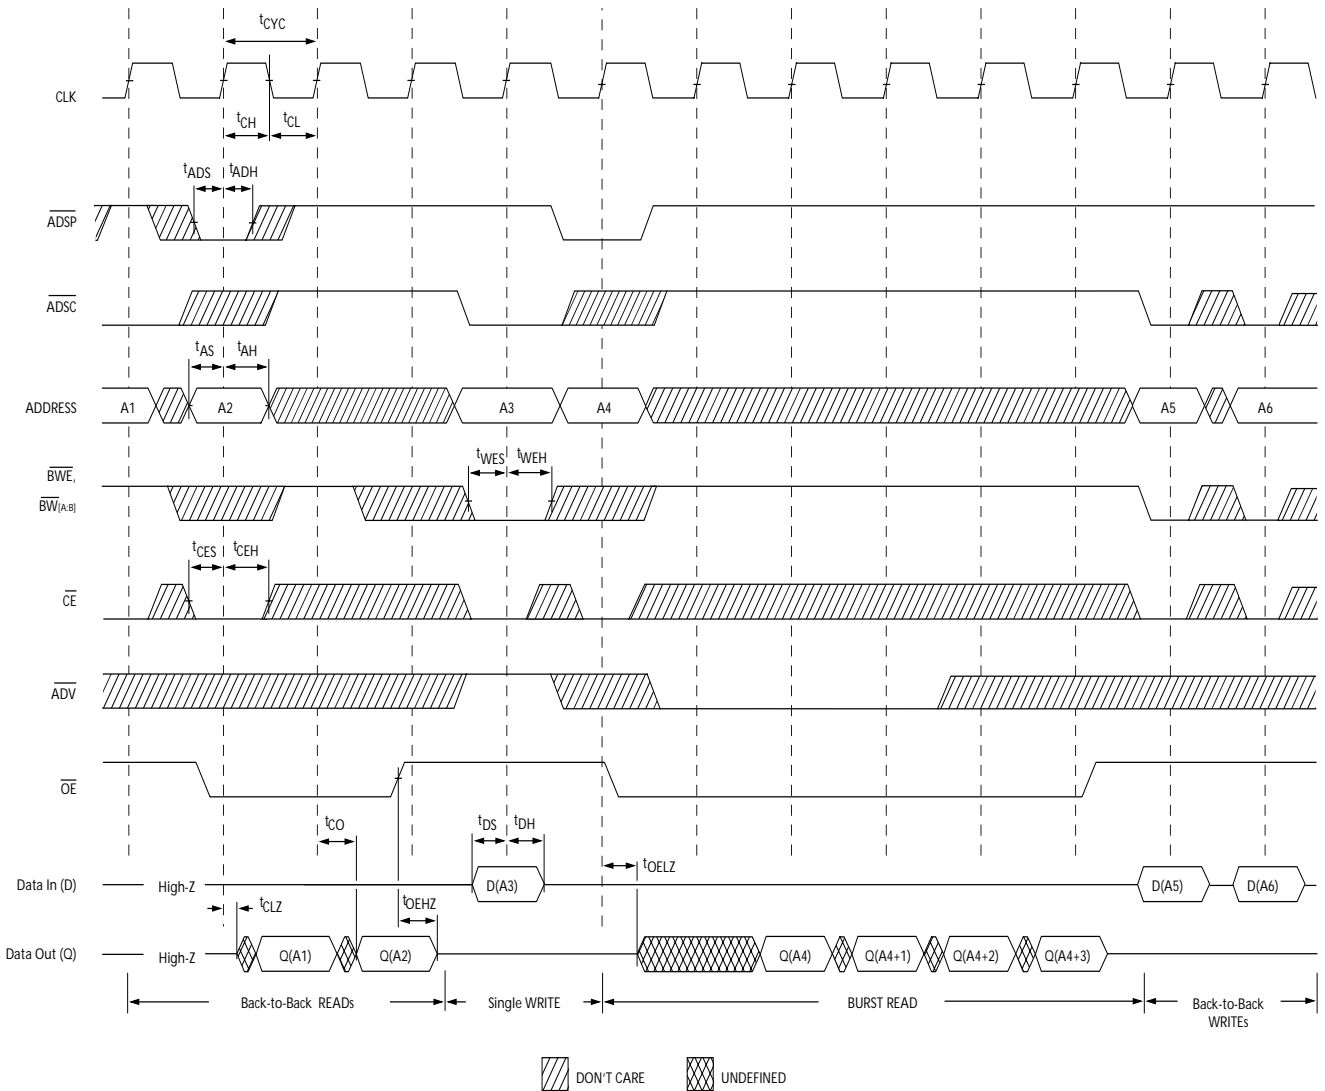 tCYC
CLK
tCH tCL
tADS tADH
ADSP
ADSC
tAS tAH
ADDRESS A1 A2 A3 A4 A5 A6
tWES tWEH
BWE,
BW[A:B]
tCES tCEH
CE
ADV
OE
tCO tDS tDH
tOELZ
Data In (D) High-Z D(A3) D(A5) D(A6)
tCLZ tOEHZ
Data Out (Q) High-Z Q(A1) Q(A2) Q(A4) Q(A4+1) Q(A4+2) Q(A4+3)
Back-to-Back READs Single WRITE BURST READ Back-to-Back
WRITEs
DON'T CARE UNDEFINED